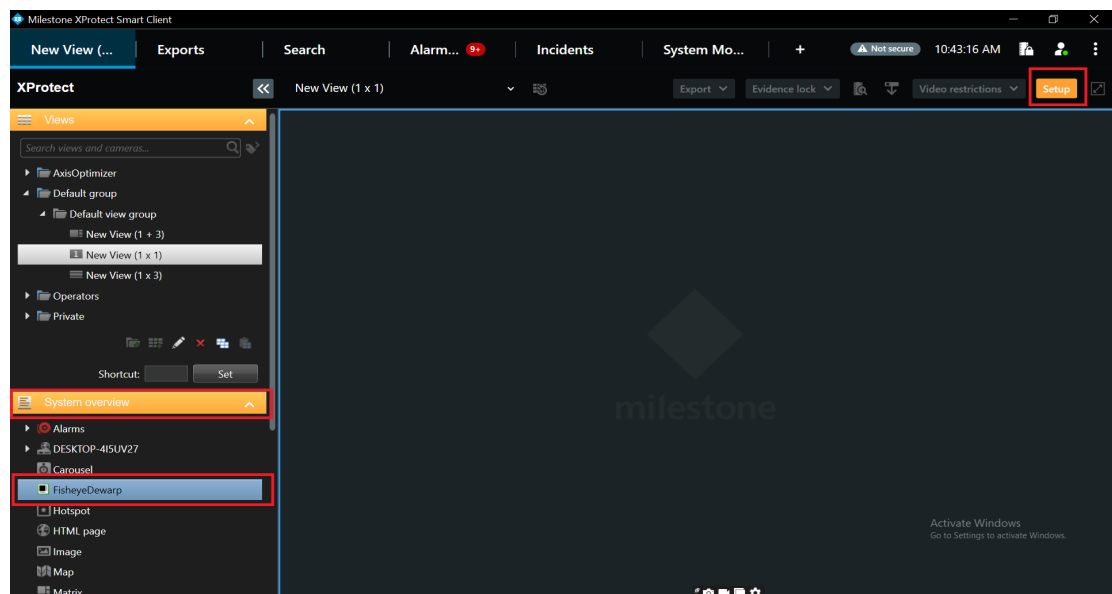 Milestone XProtect Smart Client
New View (... Exports Search Alarm... 9+ Incidents System Mo... + Not secure 10:43:16 AM
XProtect New View (1 x 1) Export Evidence lock Video restrictions Setup
Views
Search views and cameras...
AxisOptimizer
Default group
Default view group
New View (1 + 3)
1 New View (1 x 1)
New View (1 x 3)
Operators
Private
Shortcut: Set
System overview
Alarms
DESKTOP-4I5UV27
Carousel
FisheyeDewarp
Hotspot
HTML page
Image
Map
Matrix
milestone
Activate Windows
Go to Settings to activate Windows.